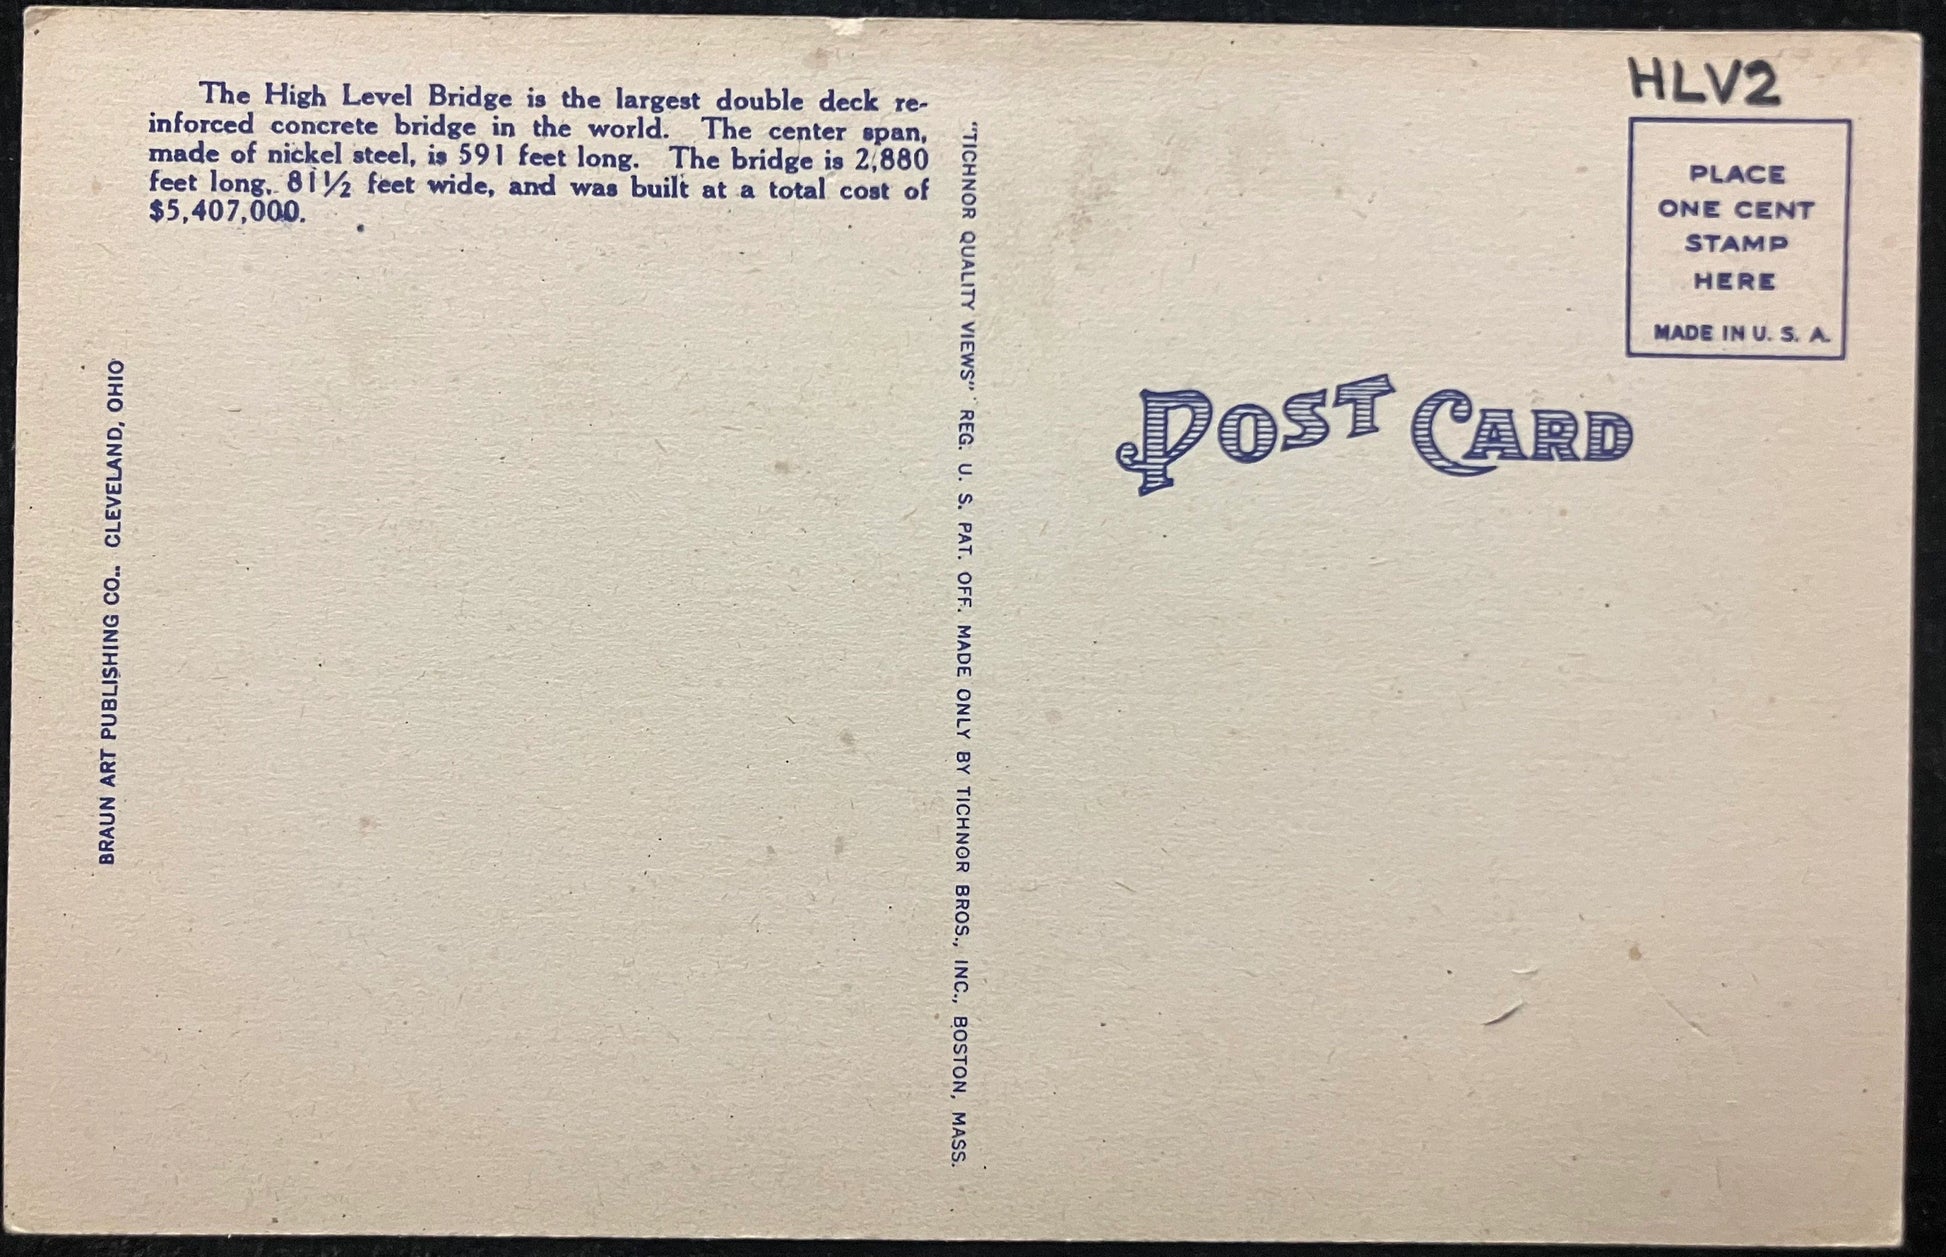 The High Level Bridge is the largest double deck re-
inforced concrete bridge in the world. The center span,
made of nickel steel, is 591 feet long. The bridge is 2,880
feet long, 81½ feet wide, and was built at a total cost of
$5,407,000.
BRAUN ART PUBLISHING CO., CLEVELAND, OHIO
"TICHNOR QUALITY VIEWS" REG. U. S. PAT. OFF. MADE ONLY BY TICHNOR BROS., INC., BOSTON, MASS.
HLV2
PLACE
ONE CENT
STAMP
HERE
MADE IN U. S. A.
POST CARD